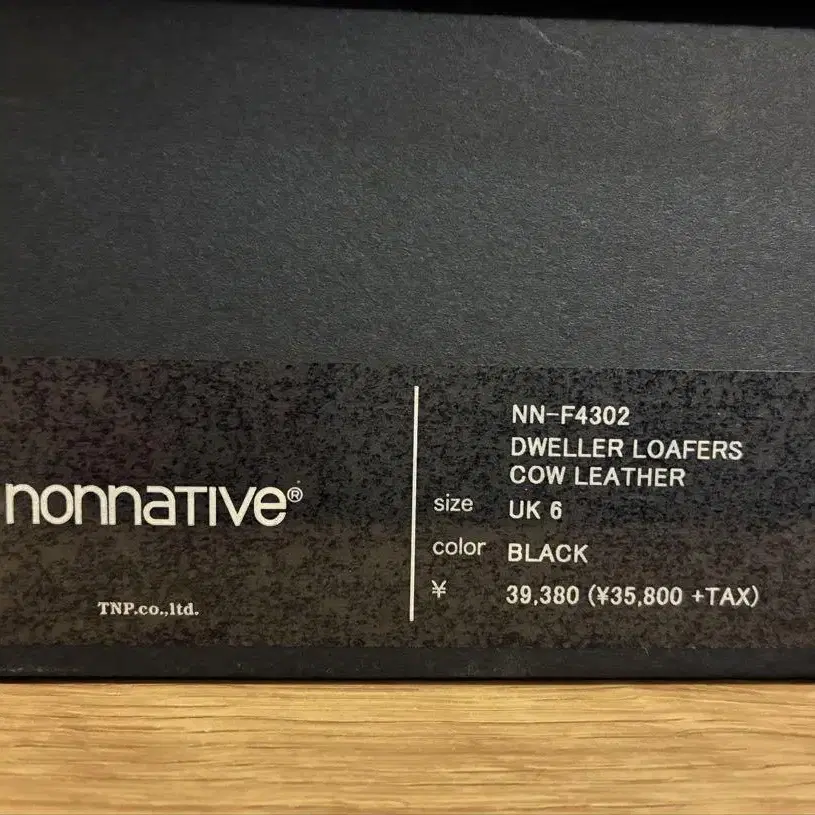 nonnative®
TNP.co.,ltd.
NN-F4302
DWELLER LOAFERS
COW LEATHER
size UK 6
color BLACK
¥ 39,380 (¥35,800 +TAX)